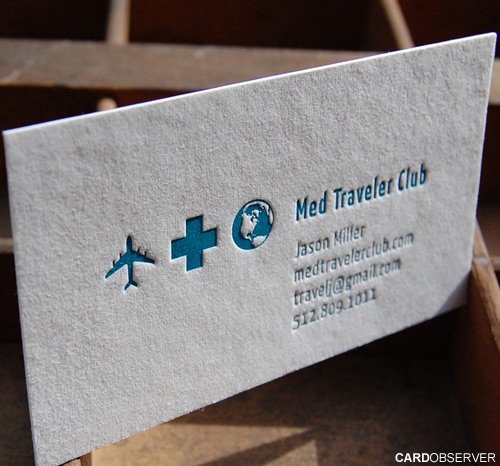 Med Traveler Club
Jason Miller
medtravelerclub.com
travelj@gmail.com
512.809.1011
CARDOBSERVER